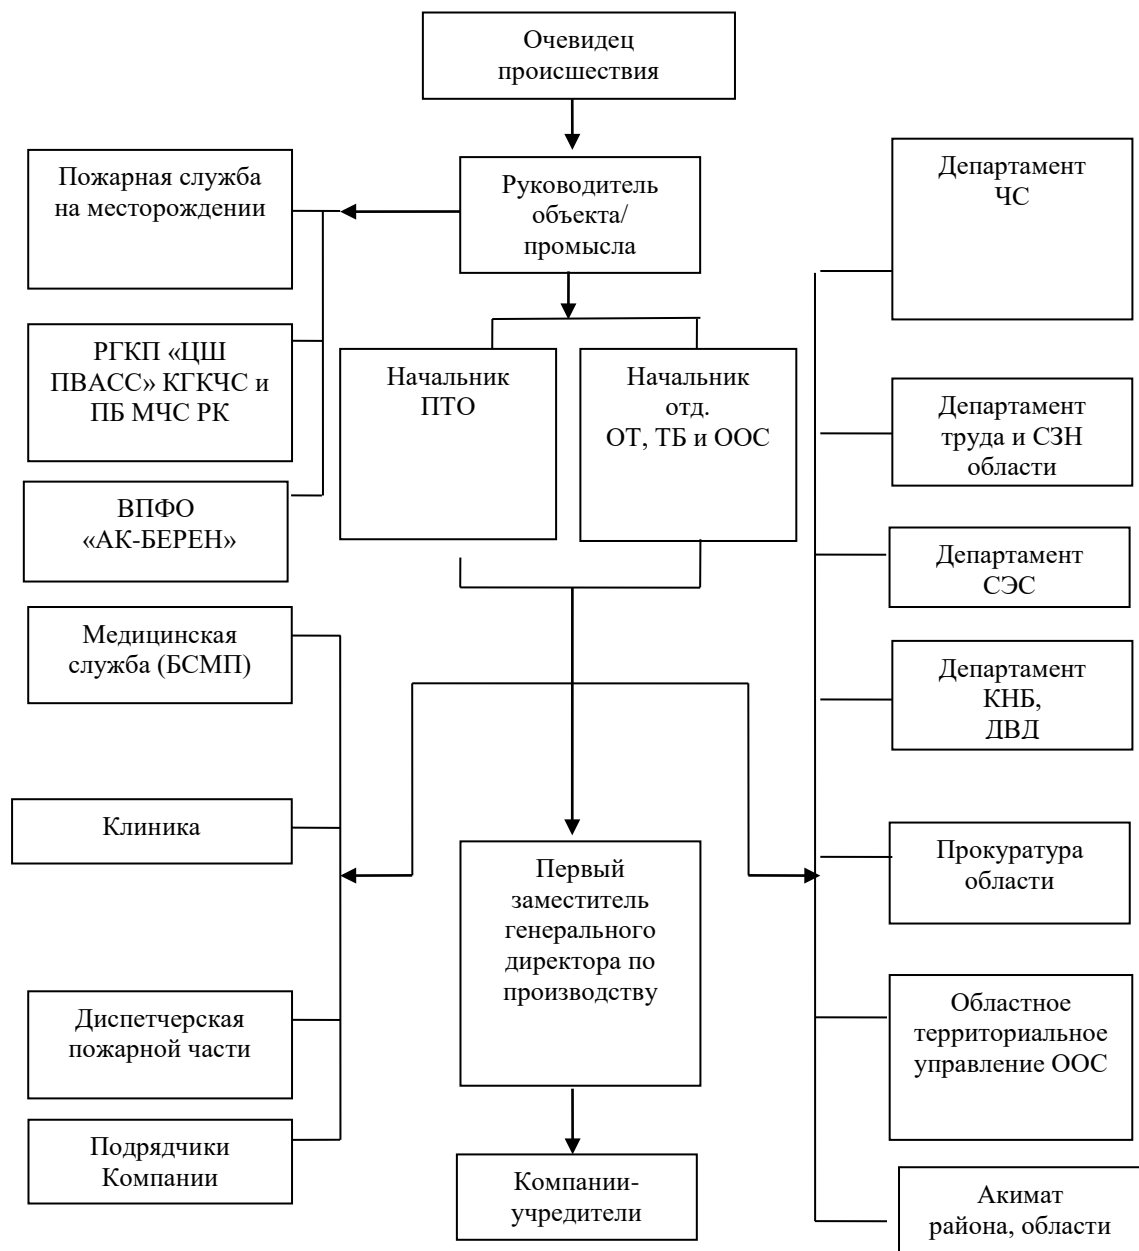 Очевидец
происшествия
Пожарная служба
на месторождении
Руководитель
объекта/
промысла
Департамент
ЧС
РГКП «ЦШ
ПВАСС» КГКЧС и
ПБ МЧС РК
Начальник
ПТО
Начальник
отд.
ОТ, ТБ и ООС
Департамент
труда и СЗН
области
ВПФО
«АК-БЕРЕН»
Департамент
СЭС
Медицинская
служба (БСМП)
Департамент
КНБ,
ДВД
Клиника
Первый
заместитель
генерального
директора по
производству
Прокуратура
области
Диспетчерская
пожарной части
Областное
территориальное
управление ООС
Подрядчики
Компании
Компании-
учредители
Акимат
района, области